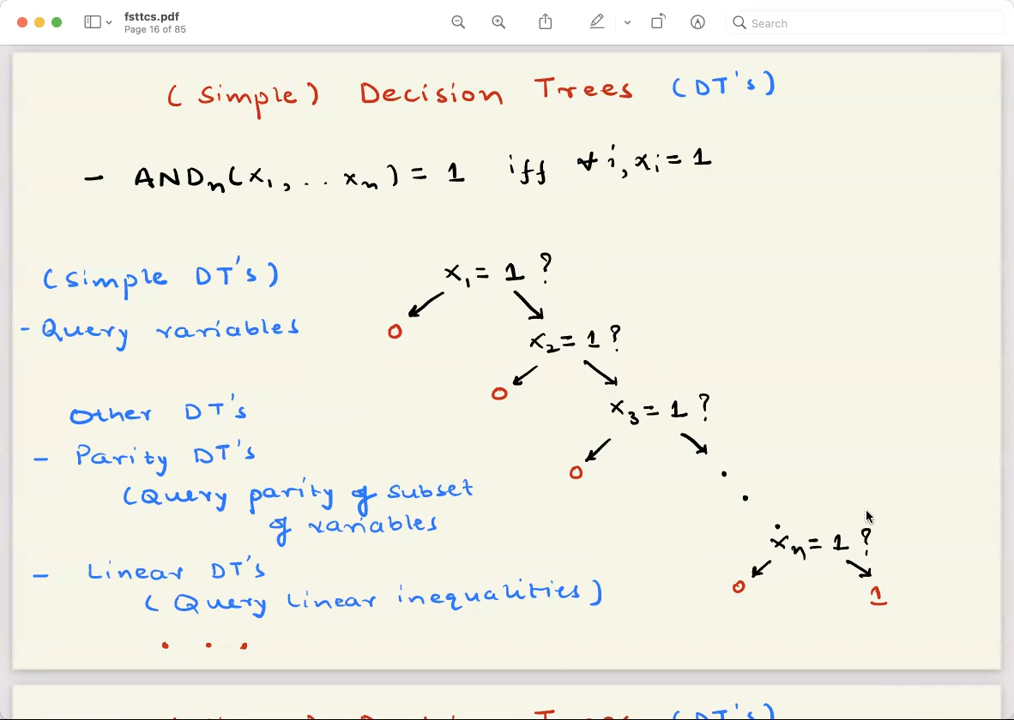 fsttcs.pdf
Page 16 of 85
Search
(Simple) Decision Trees (DT's)
- ANDn(x1, .. xn) = 1 iff ∀ i, xi = 1
(Simple DT's)
- Query variables
x1 = 1 ?
0
x2 = 1 ?
0
x3 = 1 ?
0
Other DT's
- Parity DT's
(Query parity of subset
of variables
xn = 1 ?
0
1
- Linear DT's
(Query linear inequalities)
. . .